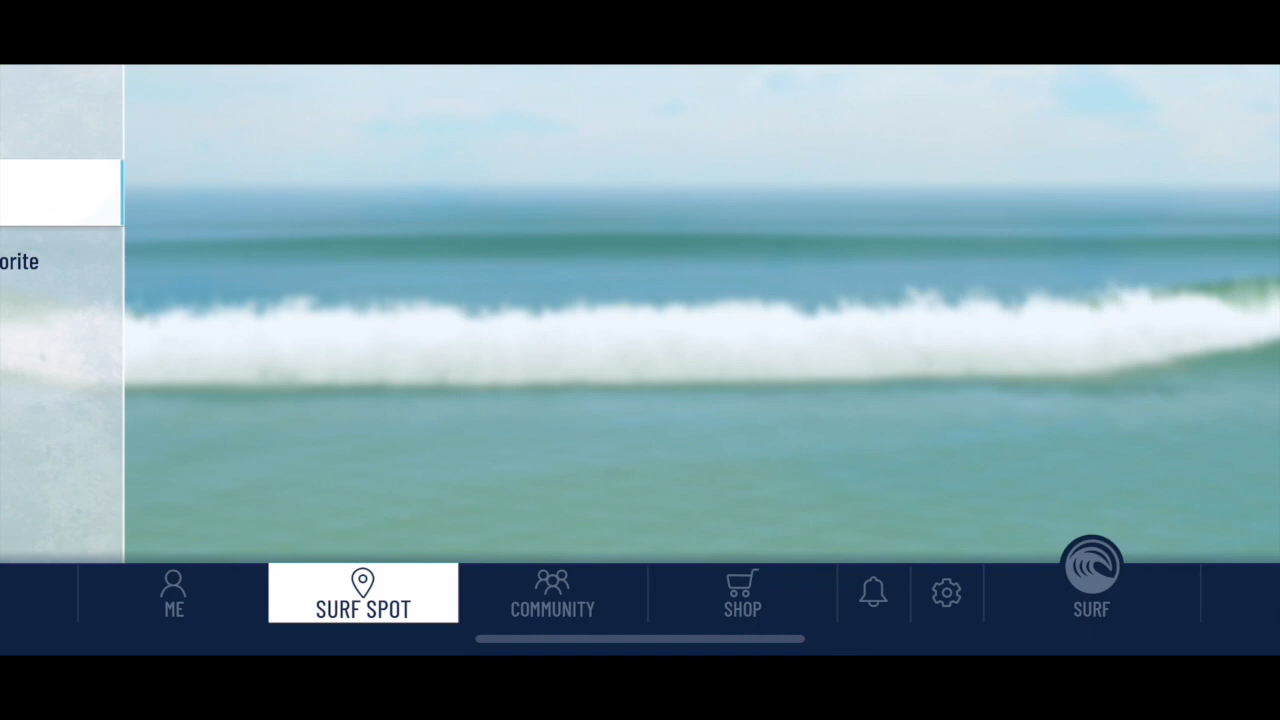 orite
ME
SURF SPOT
COMMUNITY
SHOP
SURF